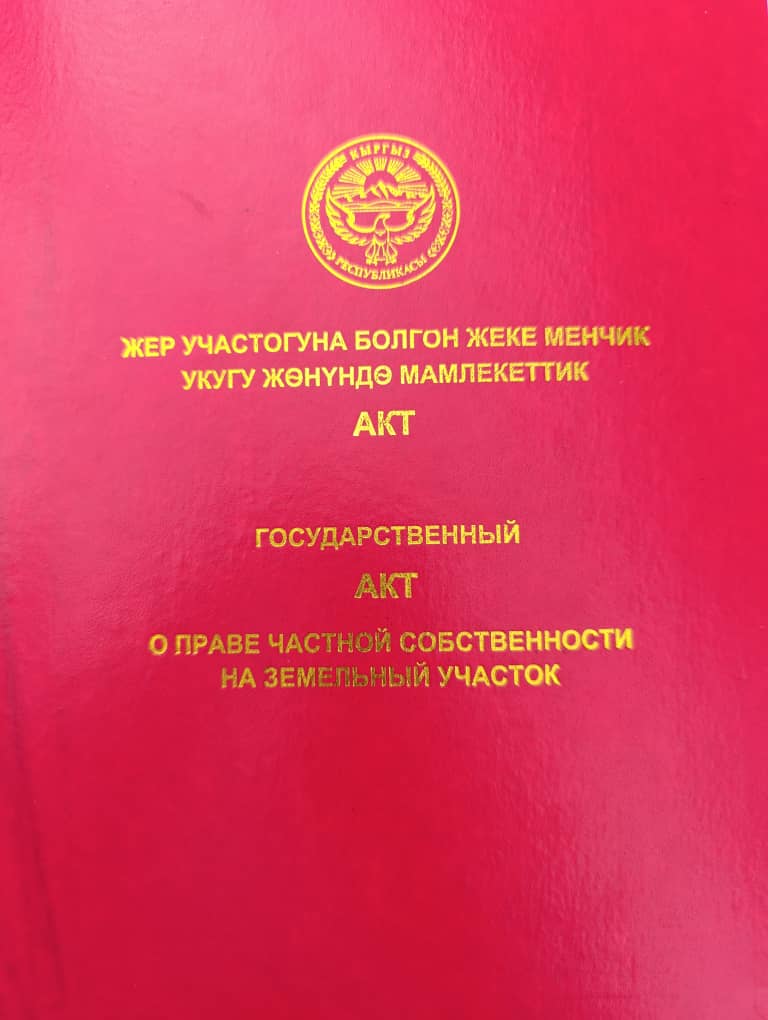 КЫРГЫЗ
РЕСПУБЛИКАСЫ
ЖЕР УЧАСТОГУНА БОЛГОН ЖЕКЕ МЕНЧИК
УКУГУ ЖӨНҮНДӨ МАМЛЕКЕТТИК
АКТ
ГОСУДАРСТВЕННЫЙ
АКТ
О ПРАВЕ ЧАСТНОЙ СОБСТВЕННОСТИ
НА ЗЕМЕЛЬНЫЙ УЧАСТОК